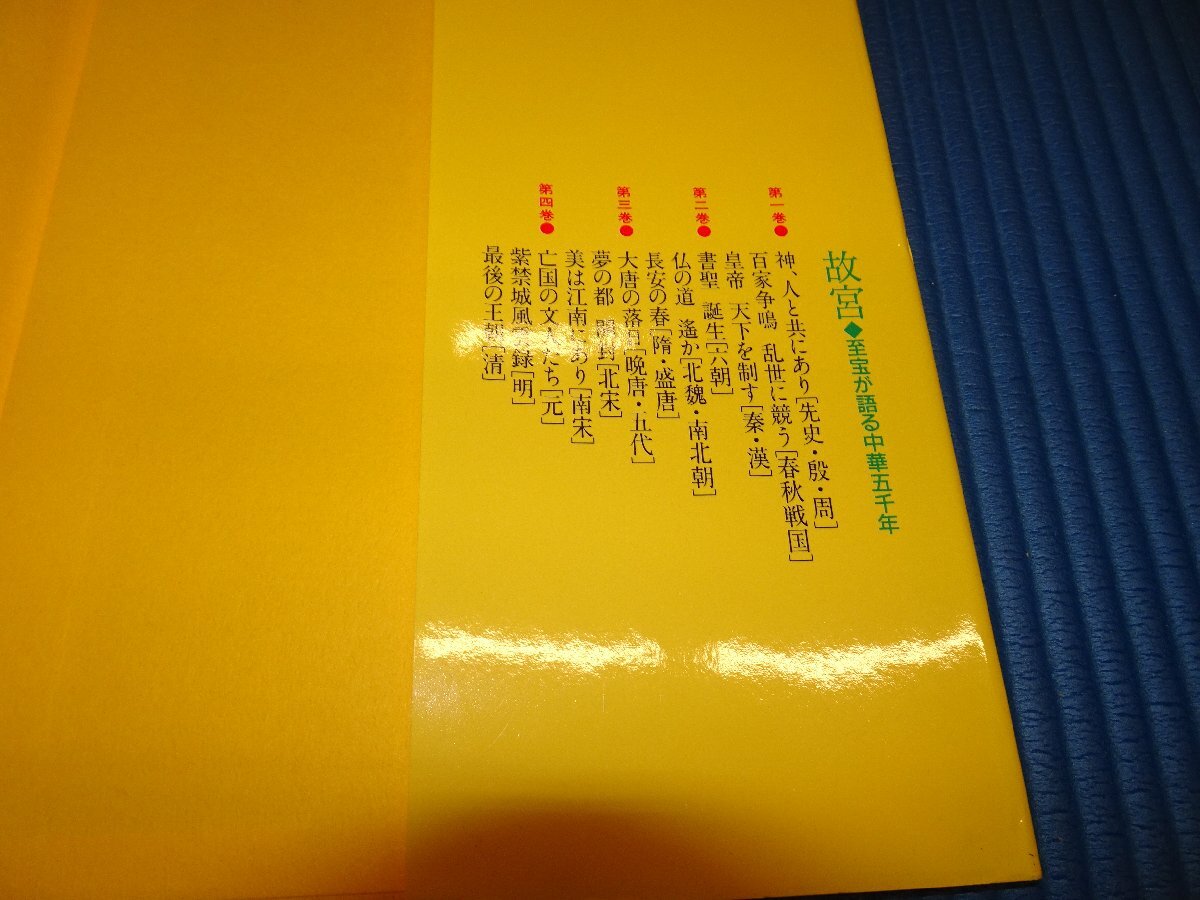 故宮◆至宝が語る中華五千年
第一巻●神、人と共にあり[先史・殷・周]
百家争鳴 乱世に競う[春秋戦国]
皇帝 天下を制す[秦・漢]
第二巻●書聖 誕生[六朝]
仏の道 遙か[北魏・南北朝]
長安の春[隋・盛唐]
第三巻●大唐の落日[晩唐・五代]
夢の都 開封[北宋]
美は江南にあり[南宋]
第四巻●亡国の文人たち[元]
紫禁城風雲録[明]
最後の王朝[清]